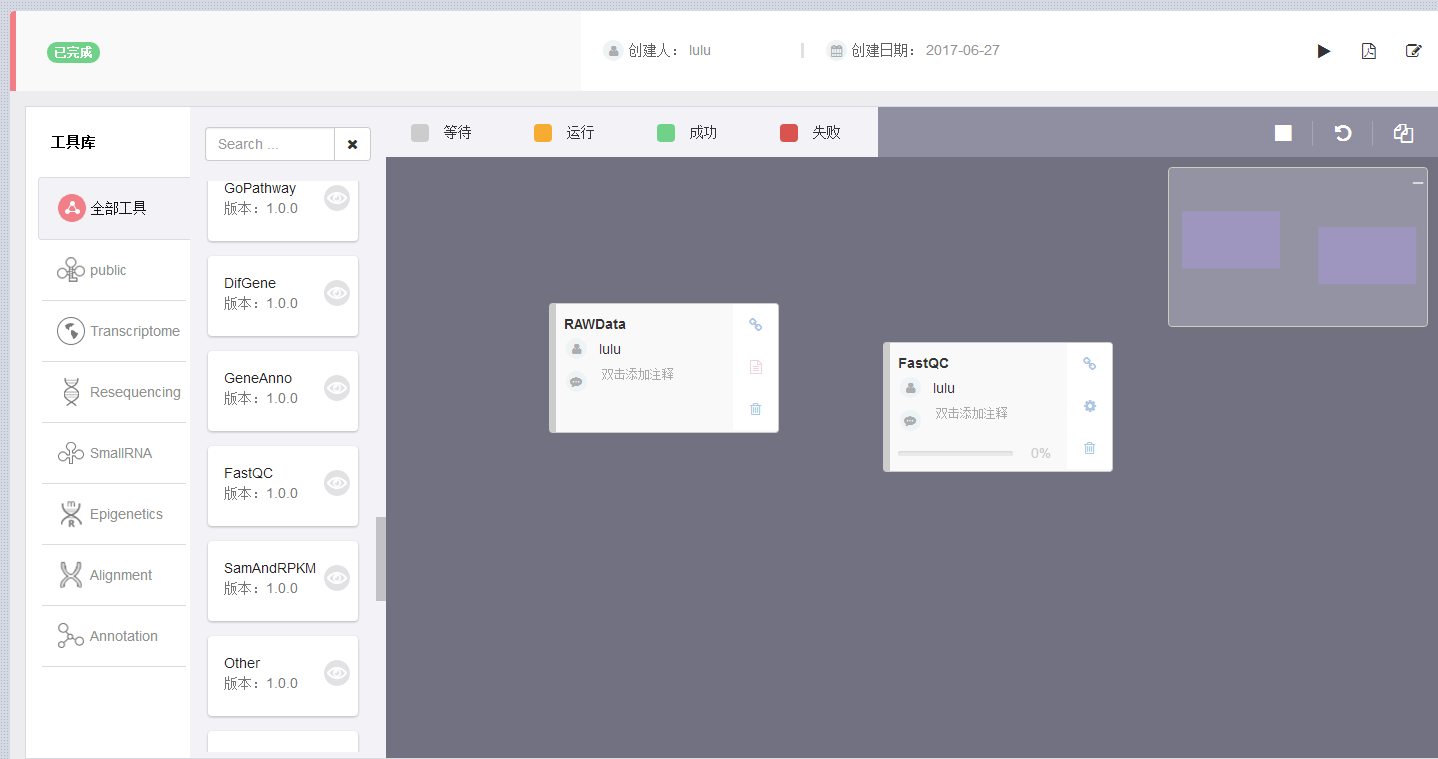 已完成
创建人： lulu
创建日期： 2017-06-27
工具库
全部工具
public
Transcriptome
Resequencing
SmallRNA
Epigenetics
Alignment
Annotation
Search ...
GoPathway
版本：1.0.0
DifGene
版本：1.0.0
GeneAnno
版本：1.0.0
FastQC
版本：1.0.0
SamAndRPKM
版本：1.0.0
Other
版本：1.0.0
等待
运行
成功
失败
RAWData
lulu
双击添加注释
FastQC
lulu
双击添加注释
0%